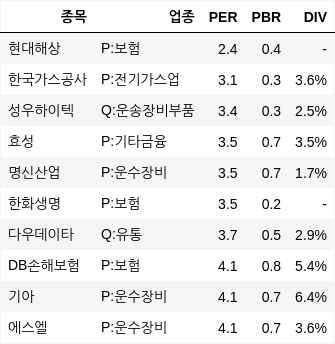 종목 업종 PER PBR DIV
현대해상 P:보험 2.4 0.4 -
한국가스공사 P:전기가스업 3.1 0.3 3.6%
성우하이텍 Q:운송장비부품 3.4 0.3 2.5%
효성 P:기타금융 3.5 0.7 3.5%
명신산업 P:운수장비 3.5 0.7 1.7%
한화생명 P:보험 3.5 0.2 -
다우데이타 Q:유통 3.7 0.5 2.9%
DB손해보험 P:보험 4.1 0.8 5.4%
기아 P:운수장비 4.1 0.7 6.4%
에스엘 P:운수장비 4.1 0.7 3.6%